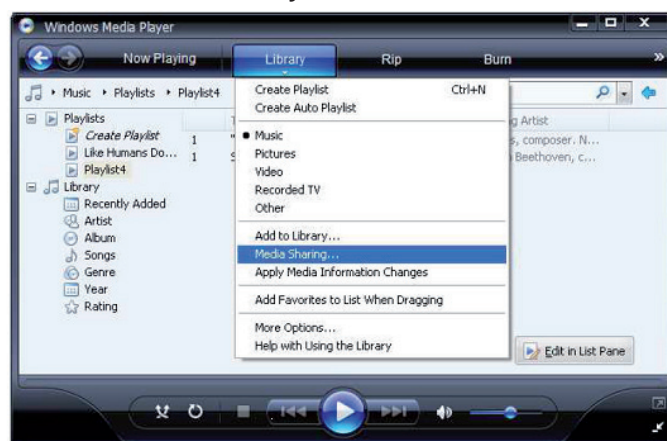 Windows Media Player
Now Playing Library Rip Burn »
Music Playlists Playlist4
Playlists
Create Playlist 1
Like Humans Do... 1
Playlist4
Library
Recently Added
Artist
Album
Songs
Genre
Year
Rating
Create Playlist Ctrl+N
Create Auto Playlist
Music
Pictures
Video
Recorded TV
Other
Add to Library...
Media Sharing...
Apply Media Information Changes
Add Favorites to List When Dragging
More Options...
Help with Using the Library
g Artist
s, composer. N...
Beethoven, c...
Edit in List Pane